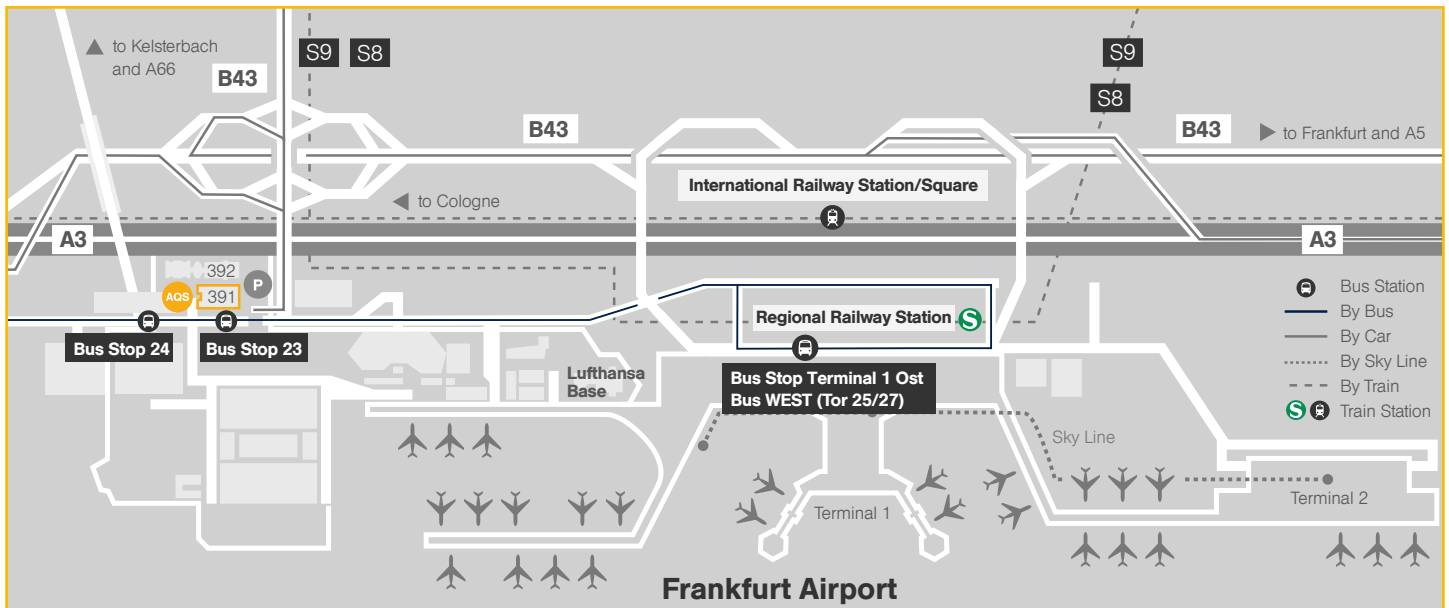 to Kelsterbach
and A66
S9
S8
S9
S8
B43
B43
B43
to Frankfurt and A5
International Railway Station/Square
to Cologne
A3
A3
392
P
AQS
391
Bus Station
By Bus
By Car
By Sky Line
By Train
S
Train Station
Regional Railway Station
S
Bus Stop 24
Bus Stop 23
Lufthansa
Base
Bus Stop Terminal 1 Ost
Bus WEST (Tor 25/27)
Sky Line
Terminal 1
Terminal 2
Frankfurt Airport